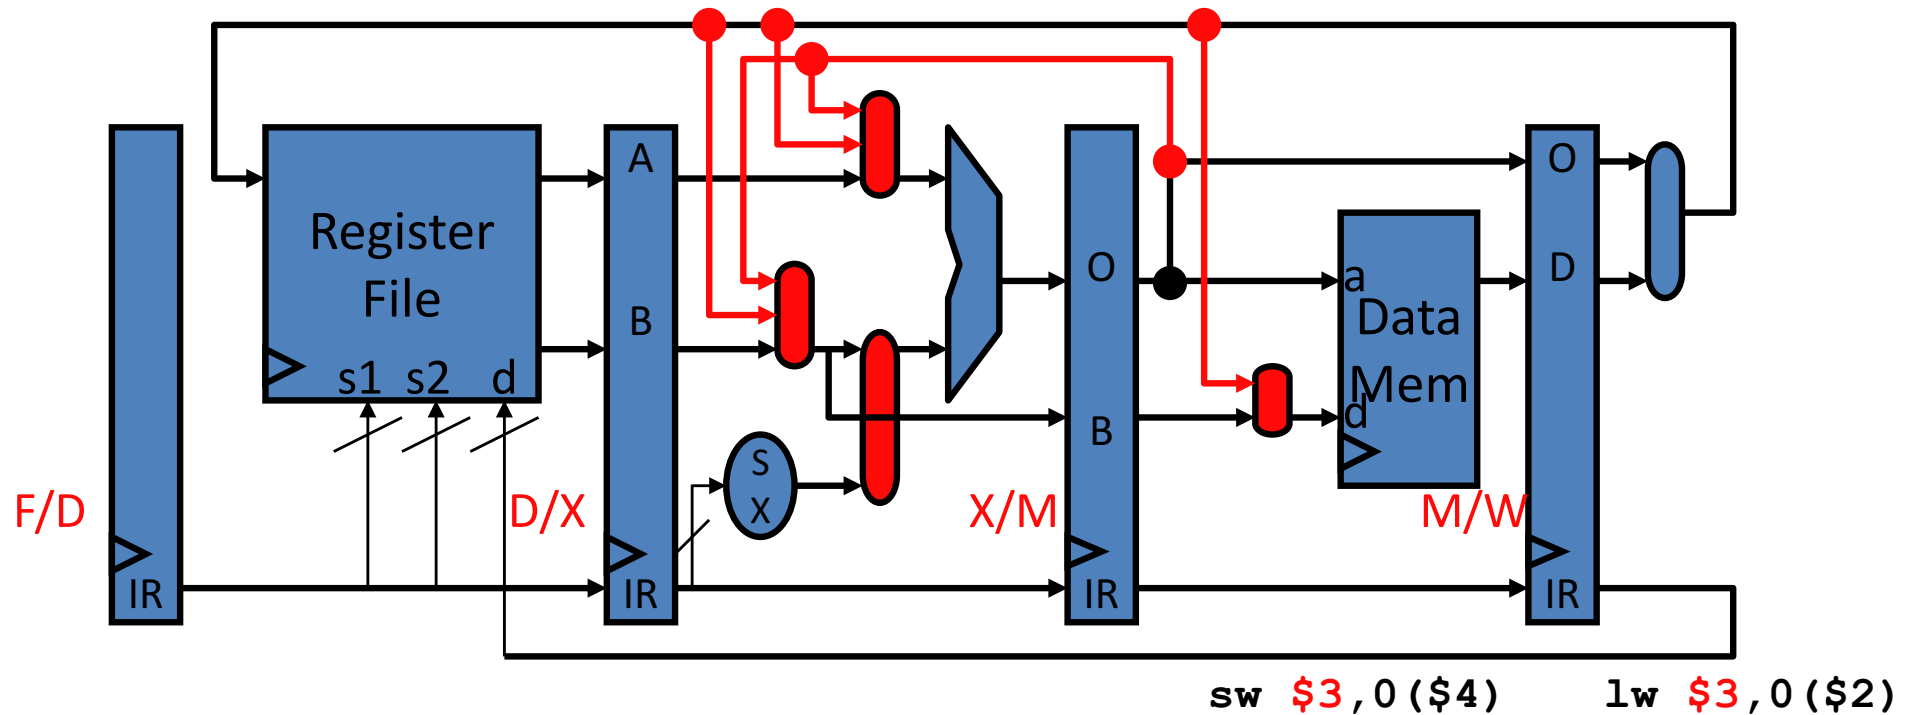 A
O
Register
File
O
D
B
a
Data
Mem
s1 s2 d
B
d
S
X
F/D
D/X
X/M
M/W
IR
IR
IR
IR
sw $3,0($4)
lw $3,0($2)